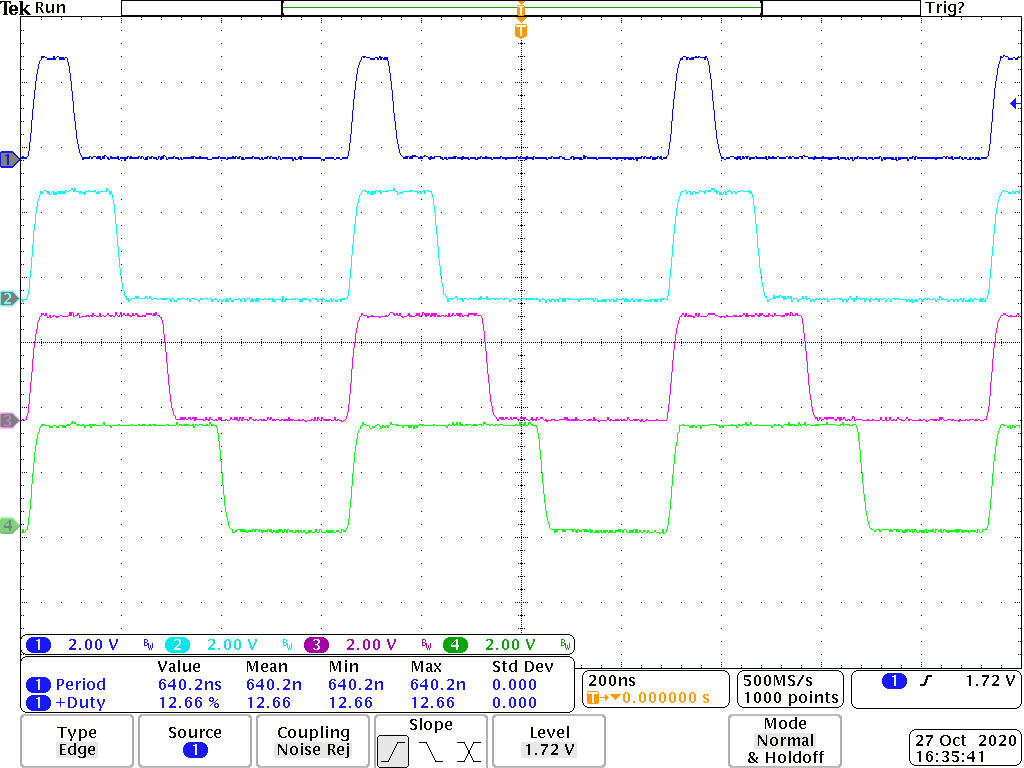 Tek Run Trig?
T
T
1
2
3
4
1 2.00 V BW 2 2.00 V BW 3 2.00 V BW 4 2.00 V BW
Value Mean Min Max Std Dev
1 Period 640.2ns 640.2n 640.2n 640.2n 0.000
1 +Duty 12.66 % 12.66 12.66 12.66 0.000
200ns
T→▼0.000000 s
500MS/s
1000 points
1 1.72 V
Type
Edge
Source
1
Coupling
Noise Rej
Slope
Level
1.72 V
Mode
Normal
& Holdoff
27 Oct 2020
16:35:41